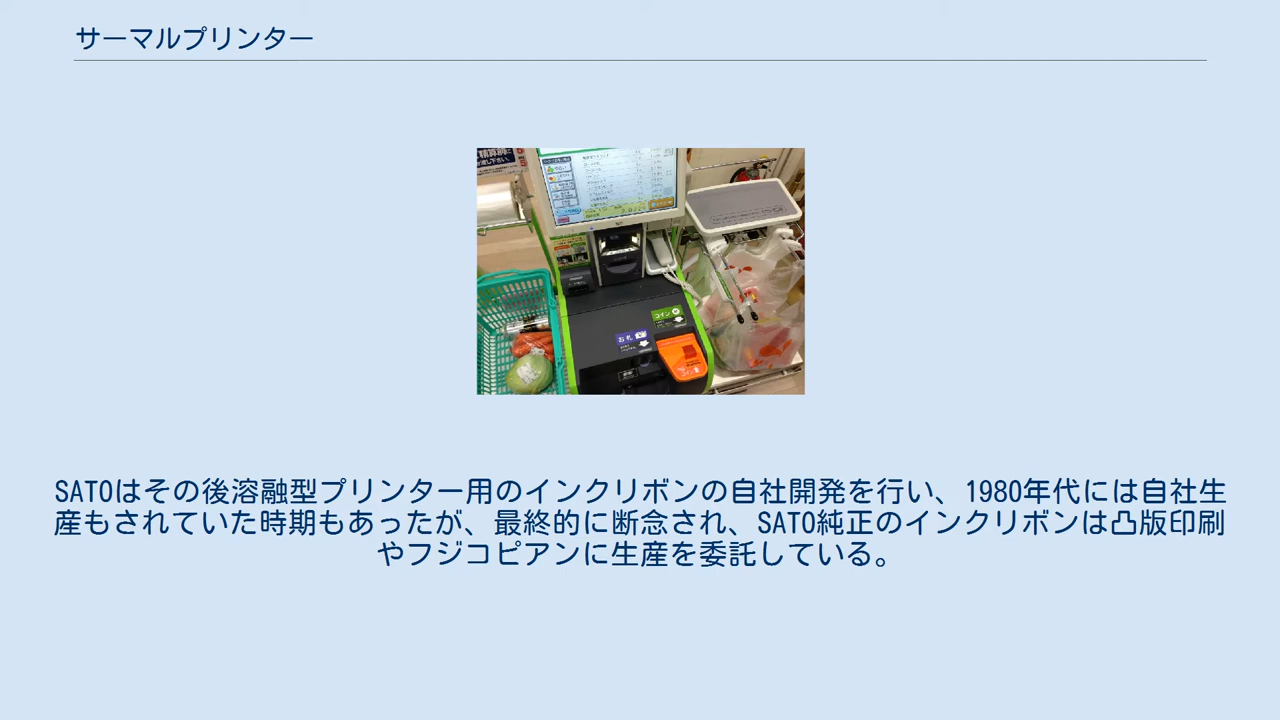 サーマルプリンター
お札
コイン
SATOはその後溶融型プリンター用のインクリボンの自社開発を行い、1980年代には自社生
産もされていた時期もあったが、最終的に断念され、SATO純正のインクリボンは凸版印刷
やフジコピアンに生産を委託している。